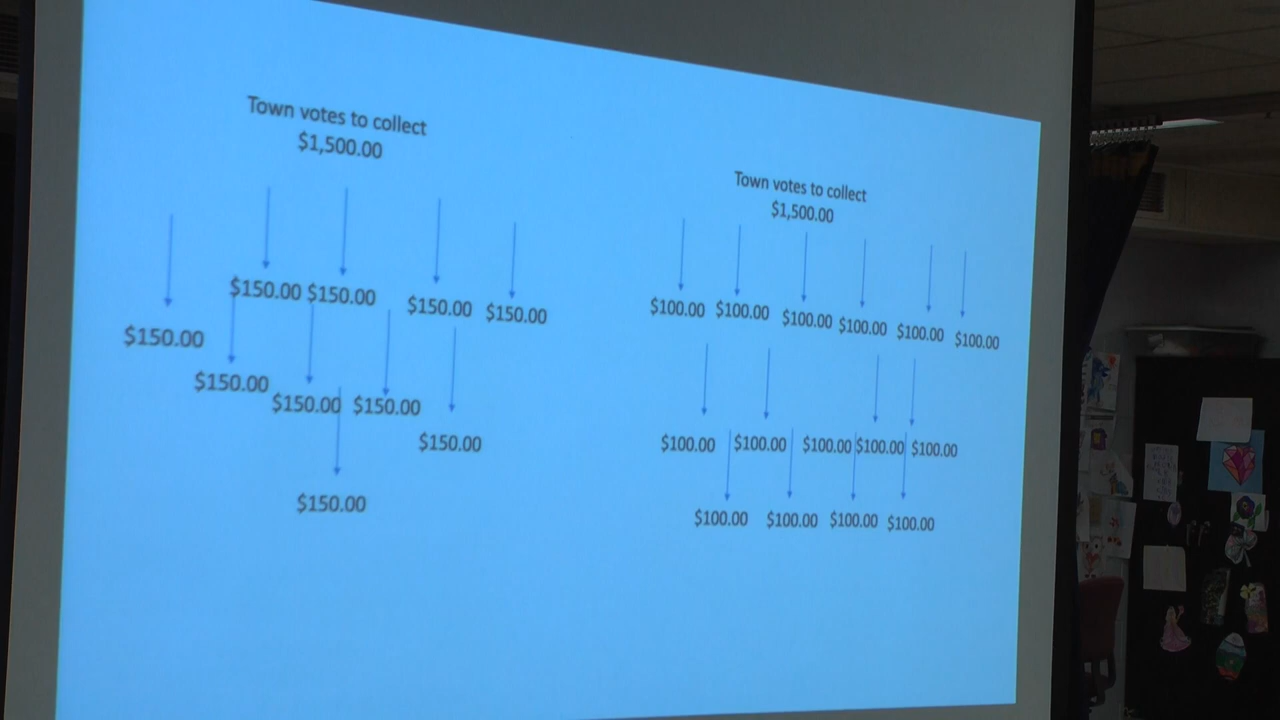 Town votes to collect
$1,500.00
$150.00 $150.00 $150.00 $150.00
$150.00
$150.00 $150.00 $150.00
$150.00
$150.00
Town votes to collect
$1,500.00
$100.00 $100.00 $100.00 $100.00 $100.00 $100.00
$100.00 $100.00 $100.00 $100.00 $100.00
$100.00 $100.00 $100.00 $100.00